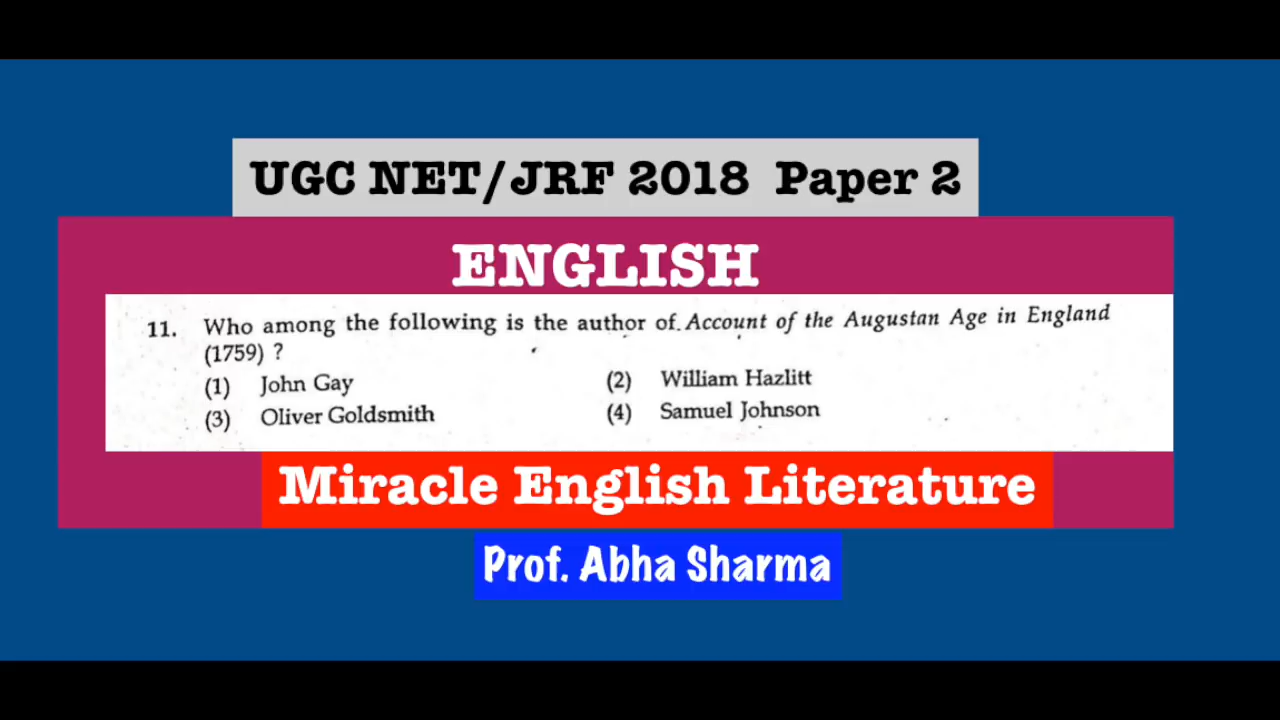 UGC NET/JRF 2018 Paper 2
ENGLISH
11. Who among the following is the author of Account of the Augustan Age in England
(1759) ?
(1) John Gay (2) William Hazlitt
(3) Oliver Goldsmith (4) Samuel Johnson
Miracle English Literature
Prof. Abha Sharma